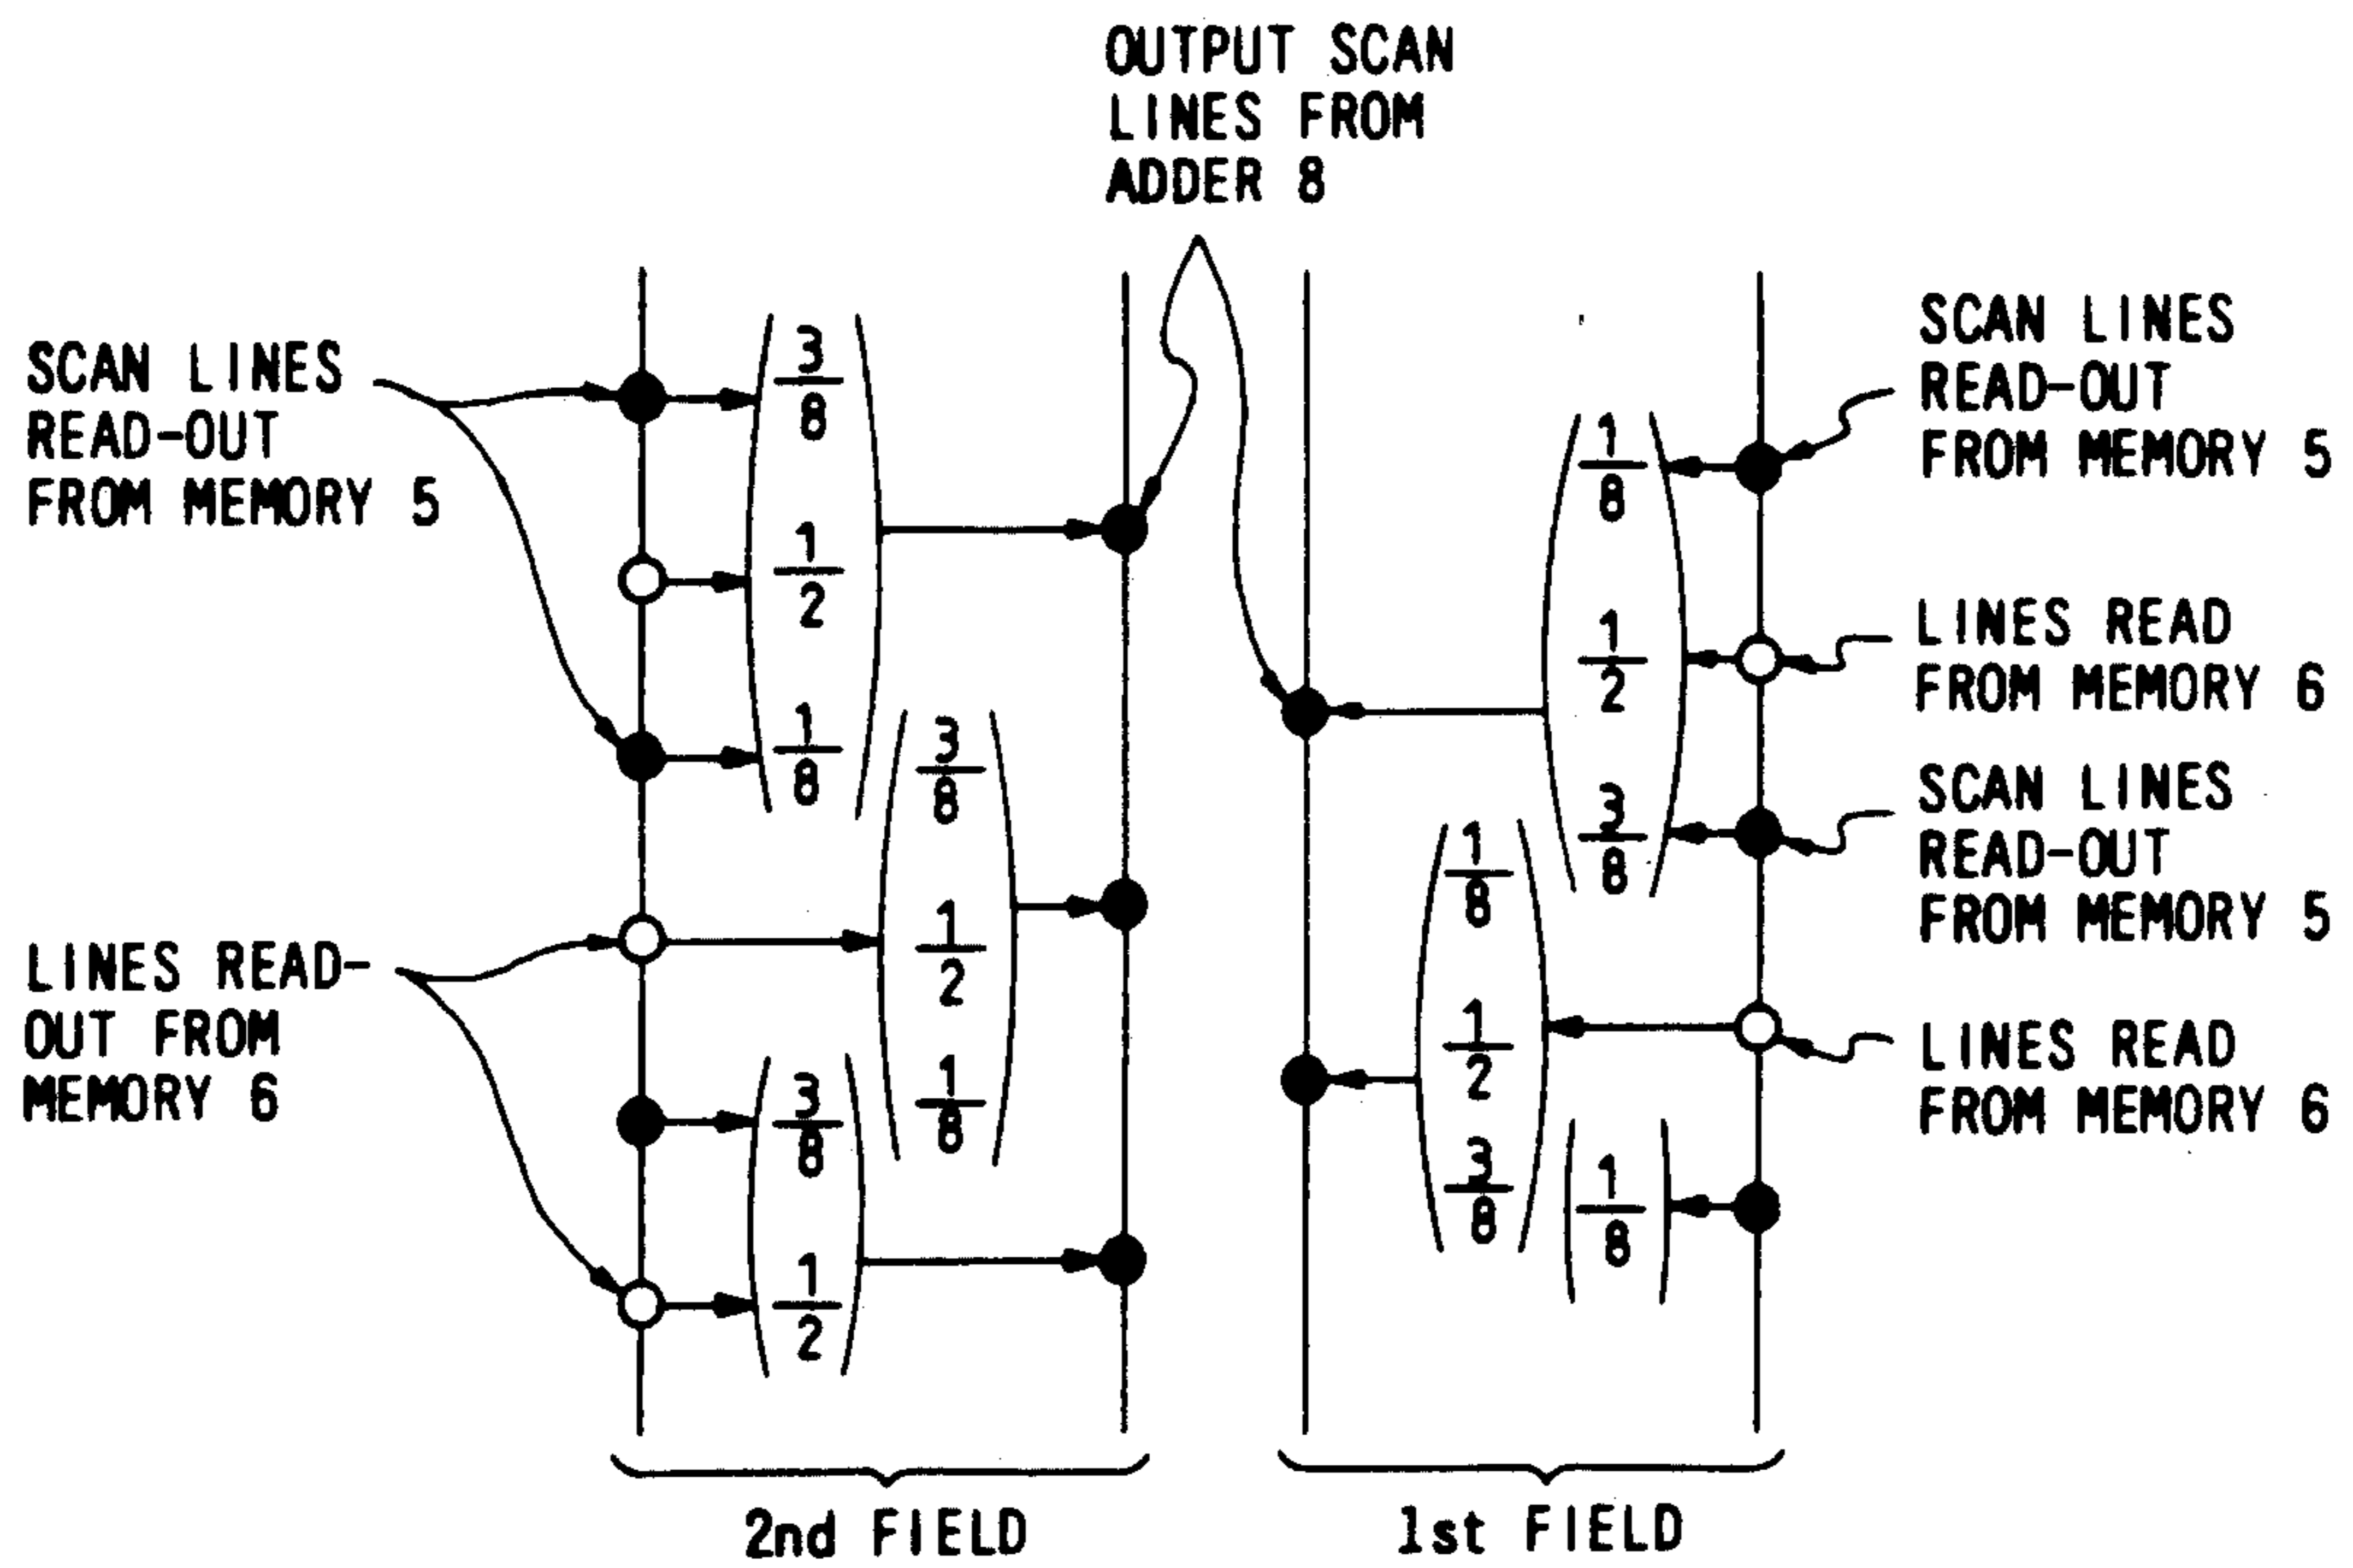 OUTPUT SCAN
LINES FROM
ADDER 8
SCAN LINES
READ-OUT
FROM MEMORY 5
LINES READ-
OUT FROM
MEMORY 6
3/8
1/2
1/8
3/8
1/2
1/8
3/8
1/2
2nd FIELD
1/8
1/2
3/8
1/8
1/2
3/8
1/8
1st FIELD
SCAN LINES
READ-OUT
FROM MEMORY 5
LINES READ
FROM MEMORY 6
SCAN LINES
READ-OUT
FROM MEMORY 5
LINES READ
FROM MEMORY 6